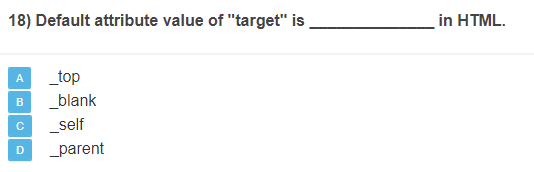 18) Default attribute value of "target" is ______________ in HTML.
A _top
B _blank
C _self
D _parent